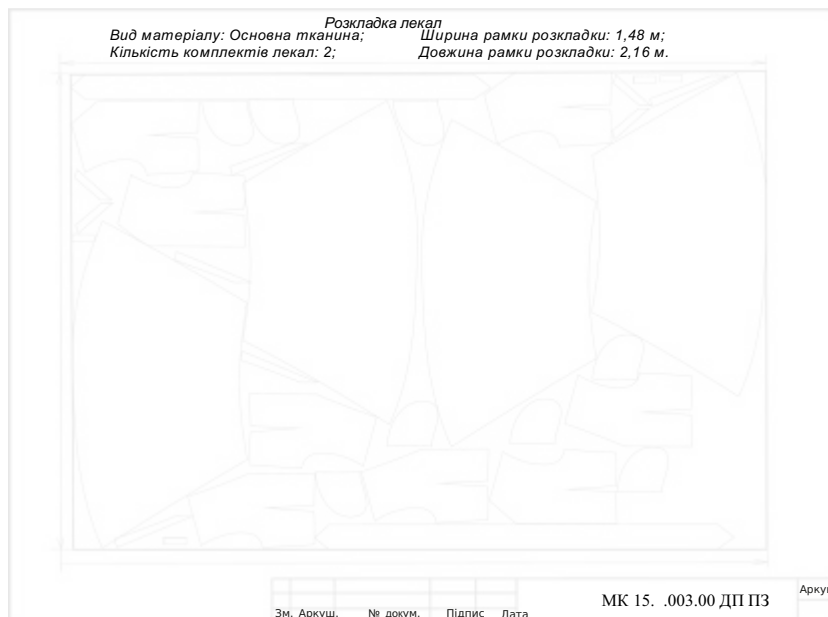 Розкладка лекал
Вид матеріалу: Основна тканина; Ширина рамки розкладки: 1,48 м;
Кількість комплектів лекал: 2; Довжина рамки розкладки: 2,16 м.
МК 15. .003.00 ДП ПЗ
Зм. Аркуш. № докум. Підпис Дата